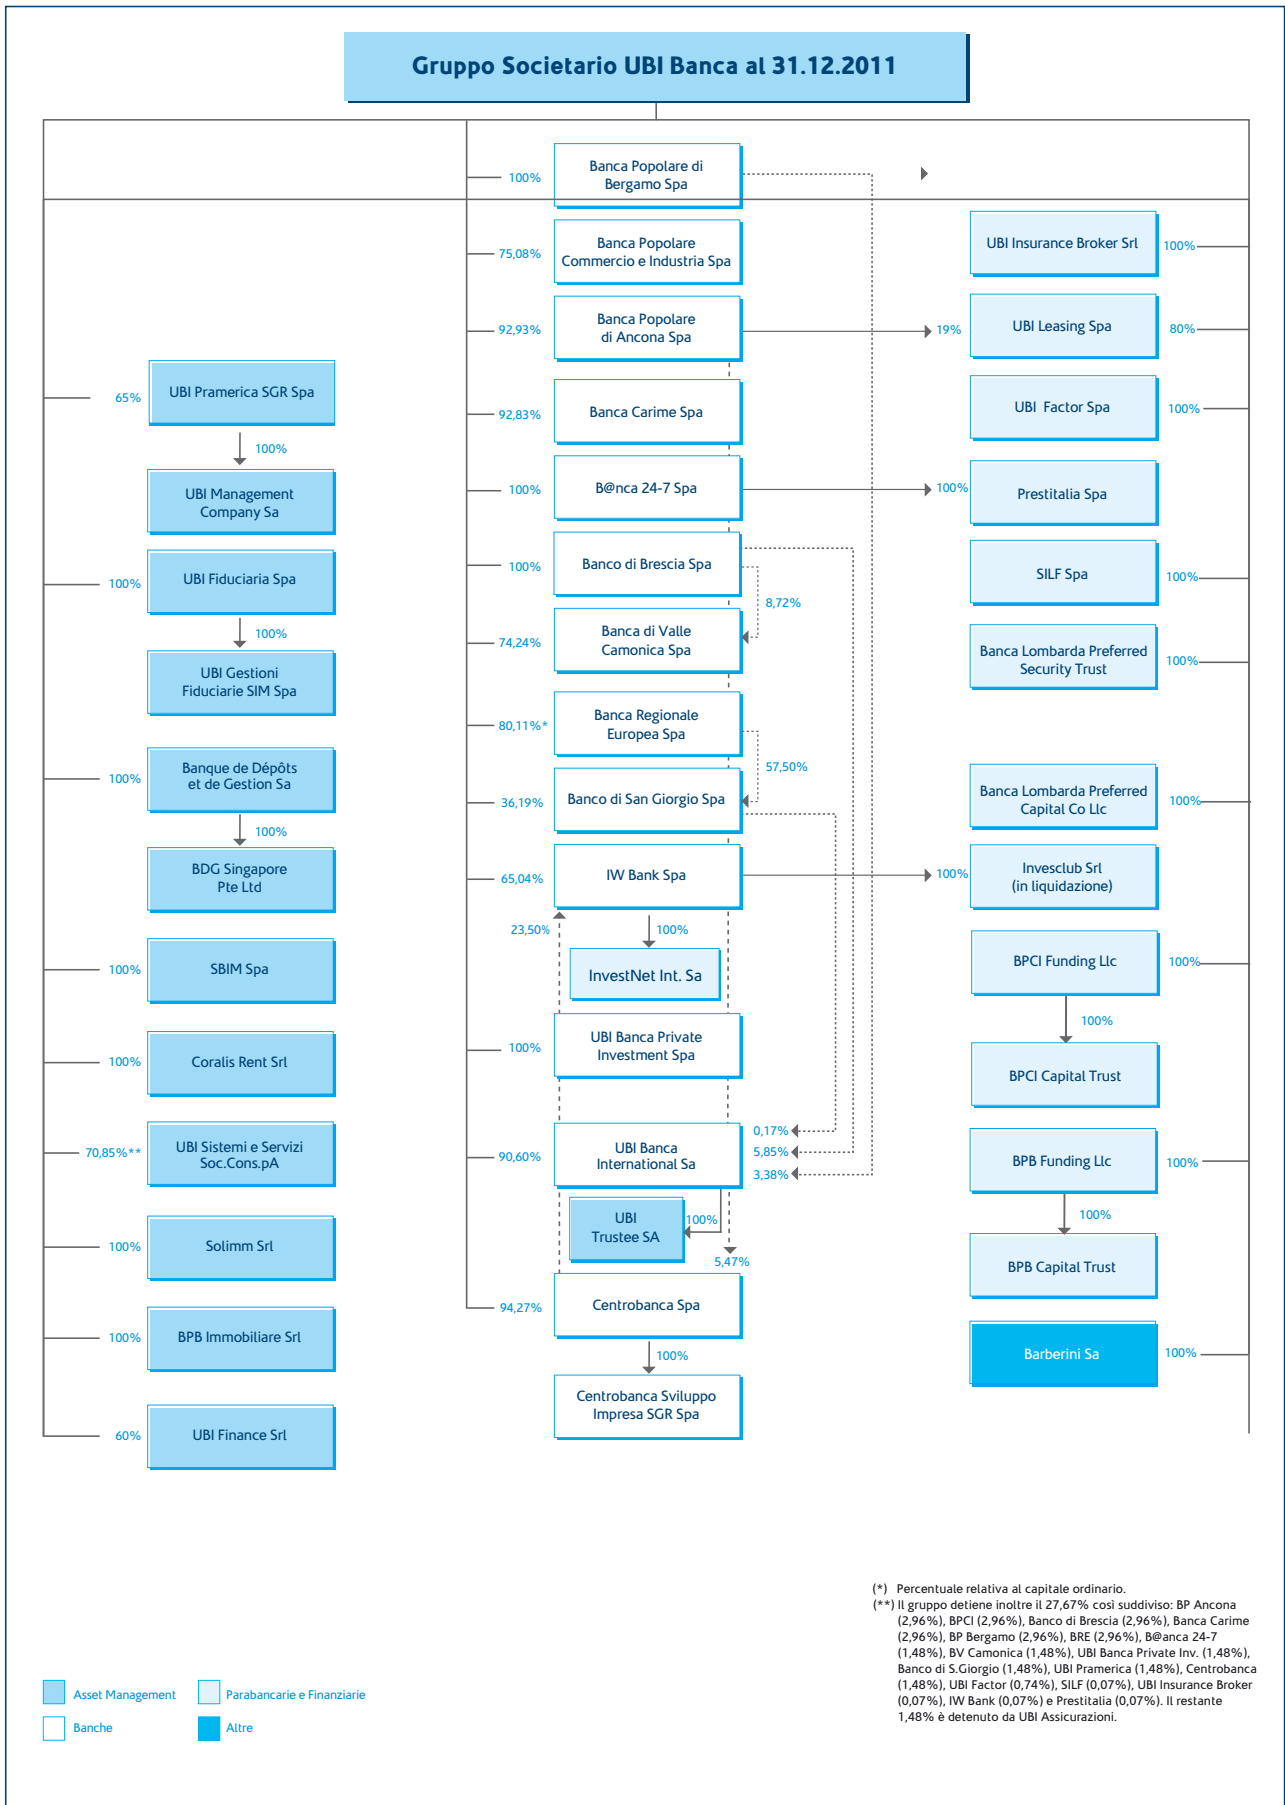 Gruppo Societario UBI Banca al 31.12.2011
65%
UBI Pramerica SGR Spa
100%
UBI Management
Company Sa
100%
UBI Fiduciaria Spa
100%
UBI Gestioni
Fiduciarie SIM Spa
100%
Banque de Dépôts
et de Gestion Sa
100%
BDG Singapore
Pte Ltd
100%
SBIM Spa
100%
Coralis Rent Srl
70,85%**
UBI Sistemi e Servizi
Soc.Cons.pA
100%
Solimm Srl
100%
BPB Immobiliare Srl
60%
UBI Finance Srl
100%
Banca Popolare di
Bergamo Spa
75,08%
Banca Popolare
Commercio e Industria Spa
92,93%
Banca Popolare
di Ancona Spa
92,83%
Banca Carime Spa
100%
B@nca 24-7 Spa
100%
Banco di Brescia Spa
8,72%
74,24%
Banca di Valle
Camonica Spa
80,11%*
Banca Regionale
Europea Spa
57,50%
36,19%
Banco di San Giorgio Spa
65,04%
IW Bank Spa
23,50%
100%
InvestNet Int. Sa
100%
UBI Banca Private
Investment Spa
0,17%
90,60%
UBI Banca
International Sa
5,85%
3,38%
UBI
Trustee SA
100%
5,47%
94,27%
Centrobanca Spa
100%
Centrobanca Sviluppo
Impresa SGR Spa
UBI Insurance Broker Srl
100%
19%
UBI Leasing Spa
80%
UBI Factor Spa
100%
100%
Prestitalia Spa
SILF Spa
100%
Banca Lombarda Preferred
Security Trust
100%
Banca Lombarda Preferred
Capital Co Llc
100%
100%
Invesclub Srl
(in liquidazione)
BPCI Funding Llc
100%
100%
BPCI Capital Trust
BPB Funding Llc
100%
100%
BPB Capital Trust
Barberini Sa
100%
(*) Percentuale relativa al capitale ordinario.
(**) Il gruppo detiene inoltre il 27,67% così suddiviso: BP Ancona
(2,96%), BPCI (2,96%), Banco di Brescia (2,96%), Banca Carime
(2,96%), BP Bergamo (2,96%), BRE (2,96%), B@anca 24-7
(1,48%), BV Camonica (1,48%), UBI Banca Private Inv. (1,48%),
Banco di S.Giorgio (1,48%), UBI Pramerica (1,48%), Centrobanca
(1,48%), UBI Factor (0,74%), SILF (0,07%), UBI Insurance Broker
(0,07%), IW Bank (0,07%) e Prestitalia (0,07%). Il restante
1,48% è detenuto da UBI Assicurazioni.
Asset Management
Parabancarie e Finanziarie
Banche
Altre